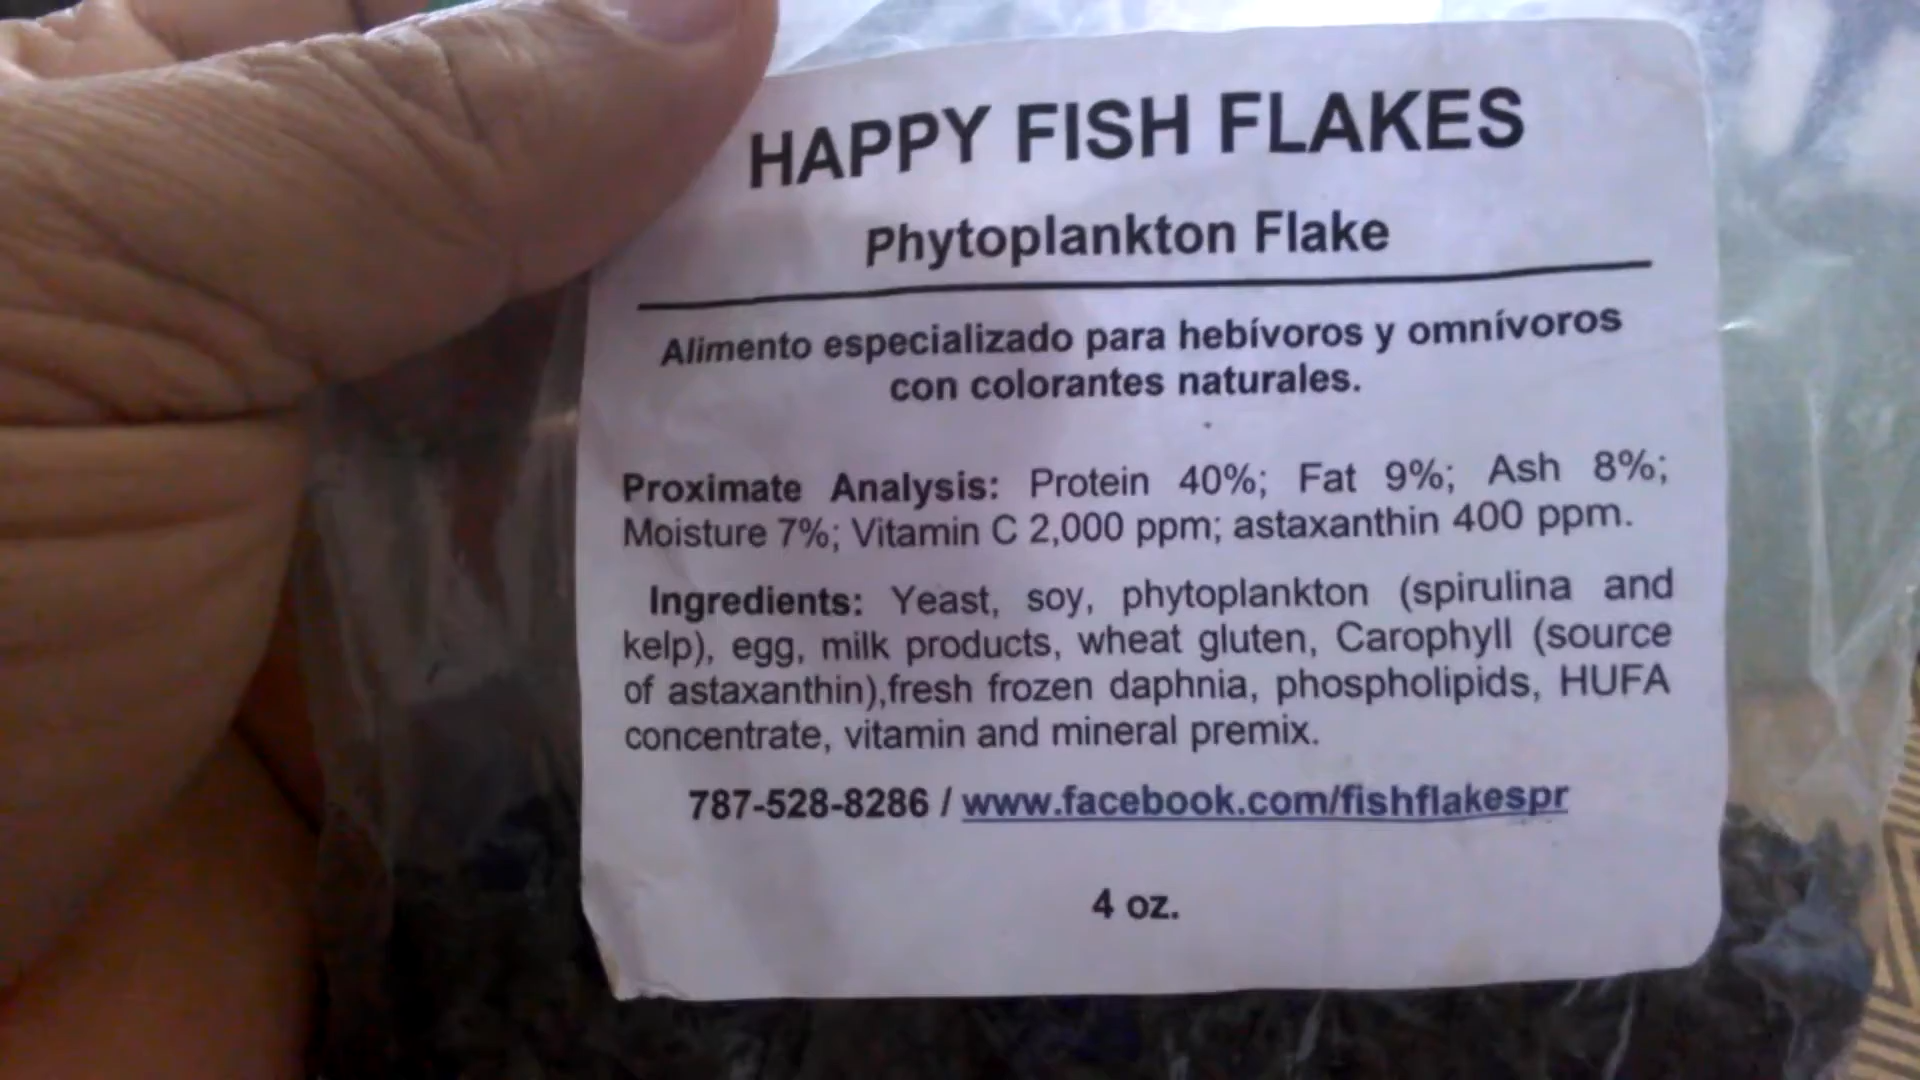 HAPPY FISH FLAKES
Phytoplankton Flake
Alimento especializado para hebívoros y omnívoros
con colorantes naturales.
Proximate Analysis: Protein 40%; Fat 9%; Ash 8%;
Moisture 7%; Vitamin C 2,000 ppm; astaxanthin 400 ppm.
Ingredients: Yeast, soy, phytoplankton (spirulina and
kelp), egg, milk products, wheat gluten, Carophyll (source
of astaxanthin),fresh frozen daphnia, phospholipids, HUFA
concentrate, vitamin and mineral premix.
787-528-8286 / www.facebook.com/fishflakespr
4 oz.